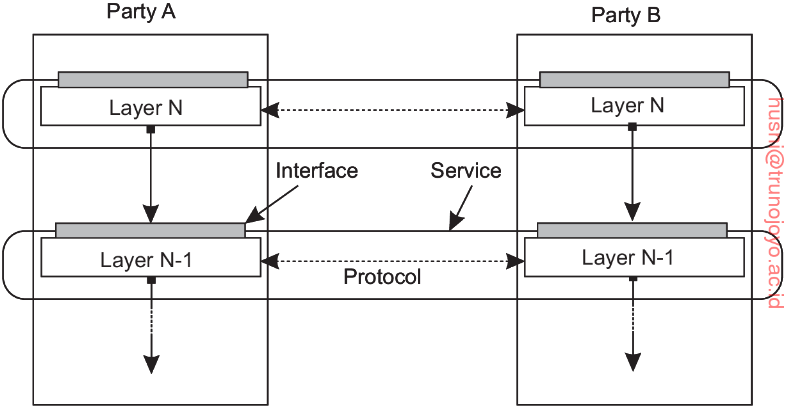 Party A
Party B
Layer N
Layer N
Interface
Service
Layer N-1
Layer N-1
Protocol
husni@trunojoyo.ac.id